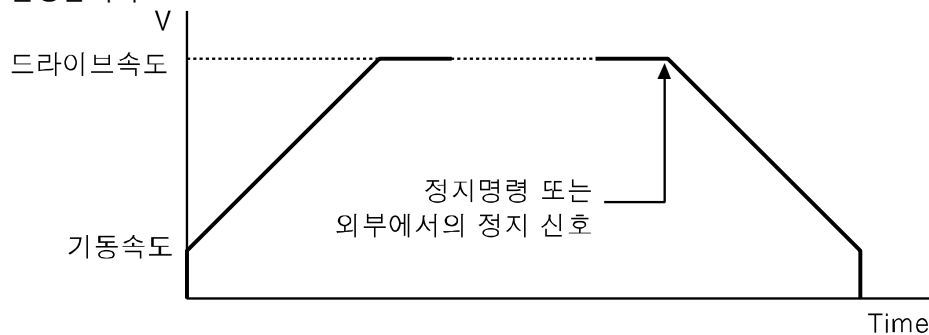 V
드라이브속도
정지명령 또는
외부에서의 정지 신호
기동속도
Time